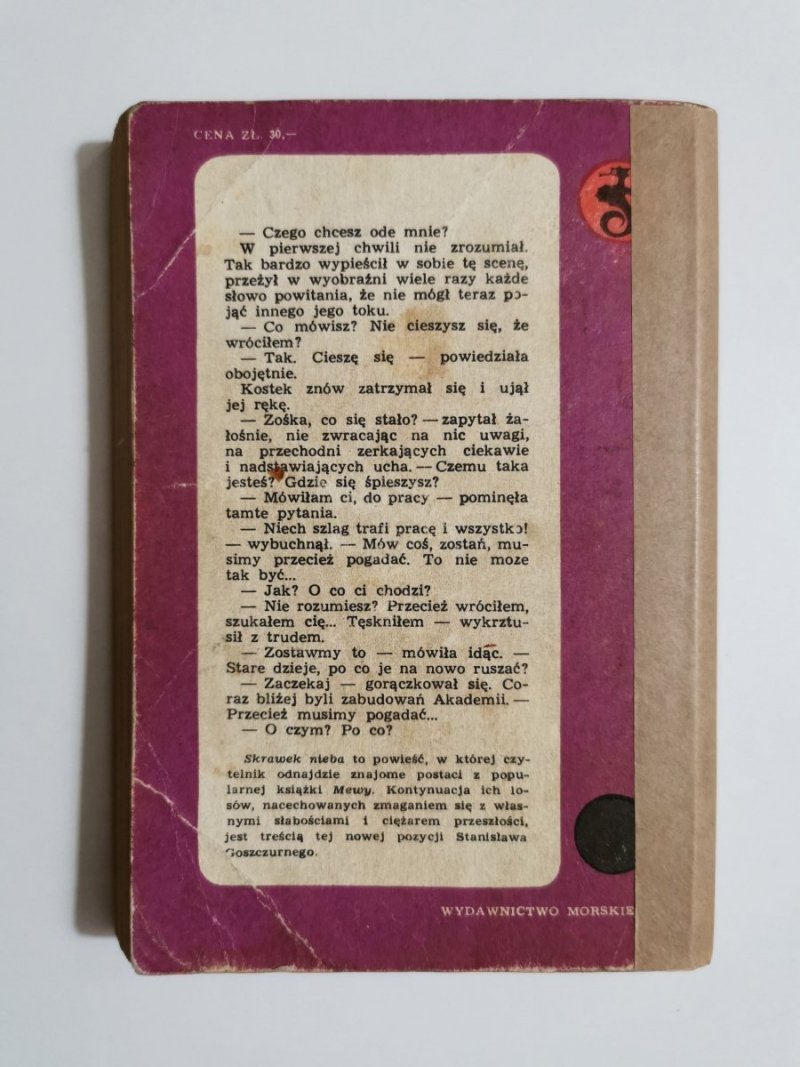 CENA ZŁ. 30,—
— Czego chcesz ode mnie?
W pierwszej chwili nie zrozumiał.
Tak bardzo wypieścił w sobie tę scenę,
przeżył w wyobraźni wiele razy każde
słowo powitania, że nie mógł teraz po-
jąć innego jego toku.
— Co mówisz? Nie cieszysz się, że
wróciłem?
— Tak. Cieszę się — powiedziała
obojętnie.
Kostek znów zatrzymał się i ujął
jej rękę.
— Zośka, co się stało? — zapytał ża-
łośnie, nie zwracając na nic uwagi,
na przechodni zerkających ciekawie
i nadstawiających ucha. — Czemu taka
jesteś? Gdzie się śpieszysz?
— Mówiłam ci, do pracy — pominęła
tamte pytania.
— Niech szlag trafi pracę i wszystko!
— wybuchnął. — Mów coś, zostań, mu-
simy przecież pogadać. To nie może
tak być...
— Jak? O co ci chodzi?
— Nie rozumiesz? Przecież wróciłem,
szukałem cię... Tęskniłem — wykrztu-
sił z trudem.
— Zostawmy to — mówiła idąc. —
Stare dzieje, po co je na nowo ruszać?
— Zaczekaj — gorączkował się. Co-
raz bliżej byli zabudowań Akademii. —
Przecież musimy pogadać...
— O czym? Po co?
Skrawek nieba to powieść, w której czy-
telnik odnajdzie znajome postaci z popu-
larnej książki Mewy. Kontynuacja ich lo-
sów, nacechowanych zmaganiem się z włas-
nymi słabościami i ciężarem przeszłości,
jest treścią tej nowej pozycji Stanisława
Goszczurnego.
WYDAWNICTWO MORSKIE